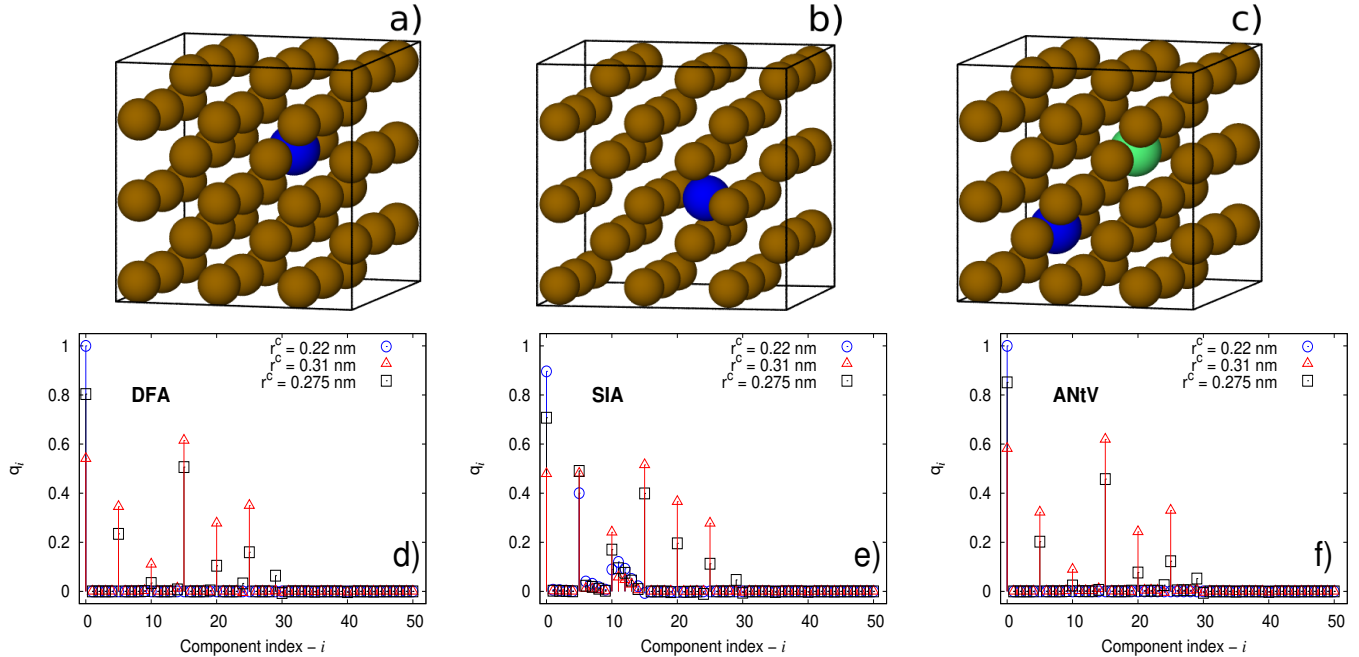 a)
b)
c)
1
0.8
0.6
0.4
0.2
0
q_i
r^c = 0.22 nm
r^c = 0.31 nm
r^c = 0.275 nm
DFA
d)
0 10 20 30 40 50
Component index – i
1
0.8
0.6
0.4
0.2
0
q_i
r^c = 0.22 nm
r^c = 0.31 nm
r^c = 0.275 nm
SIA
e)
0 10 20 30 40 50
Component index – i
1
0.8
0.6
0.4
0.2
0
q_i
r^c = 0.22 nm
r^c = 0.31 nm
r^c = 0.275 nm
ANtV
f)
0 10 20 30 40 50
Component index – i